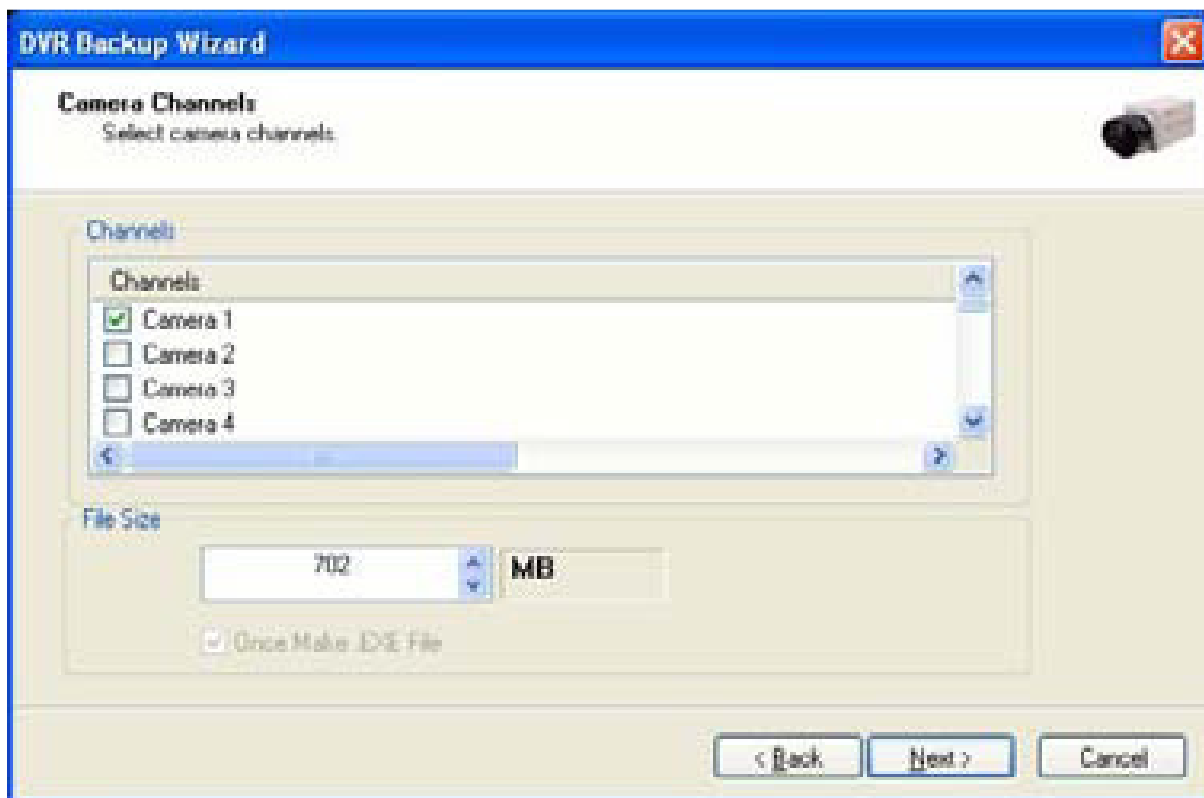 DVR Backup Wizard
Camera Channels
Select camera channels.
Channels
Channels
Camera 1
Camera 2
Camera 3
Camera 4
File Size
702 MB
Once Make .EXE File
< Back Next > Cancel